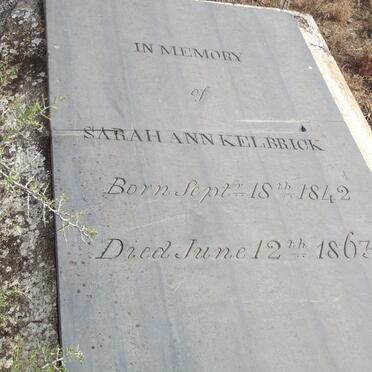 IN MEMORY
of
SARAH ANN KELBRICK
Born Septr 18th 1842
Died June 12th 1867